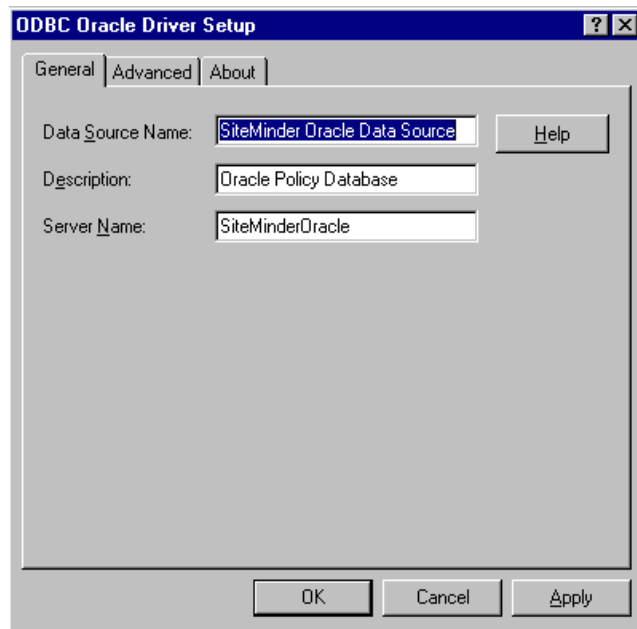 ODBC Oracle Driver Setup
General Advanced About
Data Source Name: SiteMinder Oracle Data Source Help
Description: Oracle Policy Database
Server Name: SiteMinderOracle
OK Cancel Apply